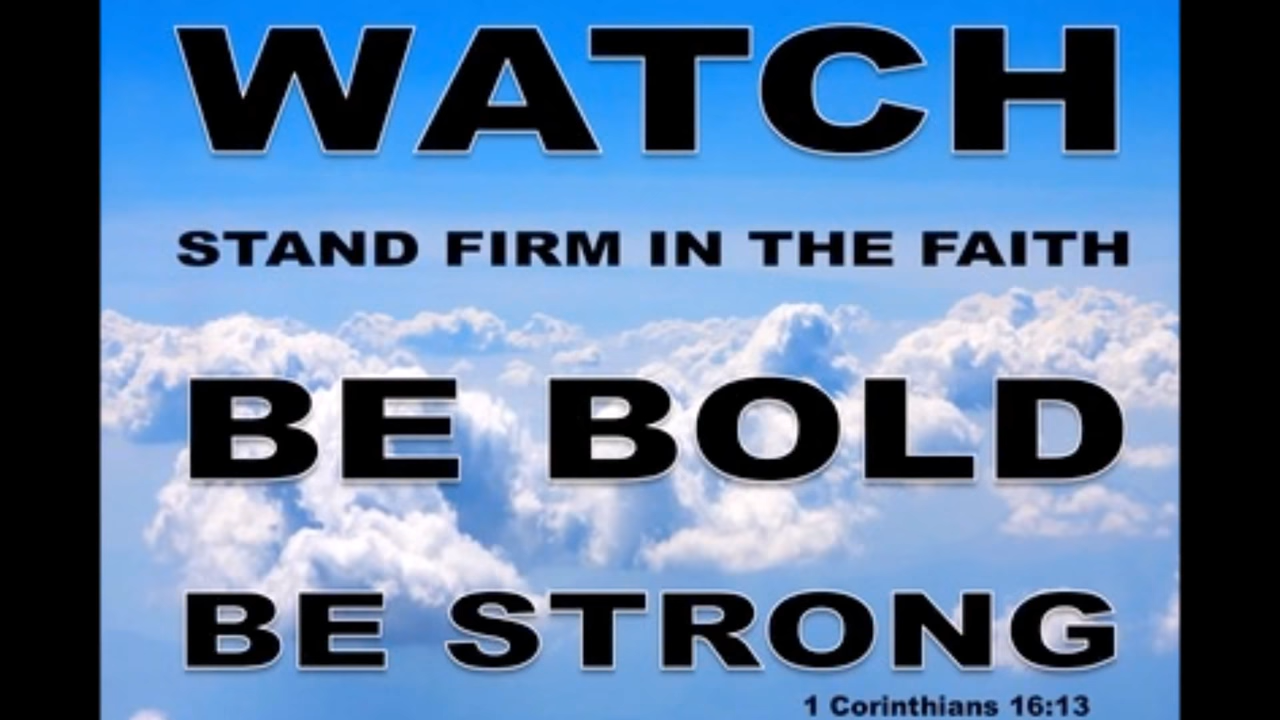 WATCH
STAND FIRM IN THE FAITH
BE BOLD
BE STRONG
1 Corinthians 16:13